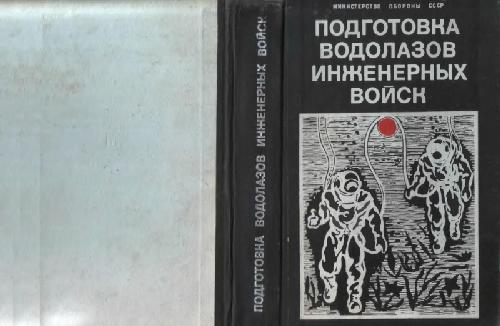 МИНИСТЕРСТВО ОБОРОНЫ СССР
ПОДГОТОВКА
ВОДОЛАЗОВ
ИНЖЕНЕРНЫХ
ВОЙСК
ПОДГОТОВКА ВОДОЛАЗОВ ИНЖЕНЕРНЫХ ВОЙСК